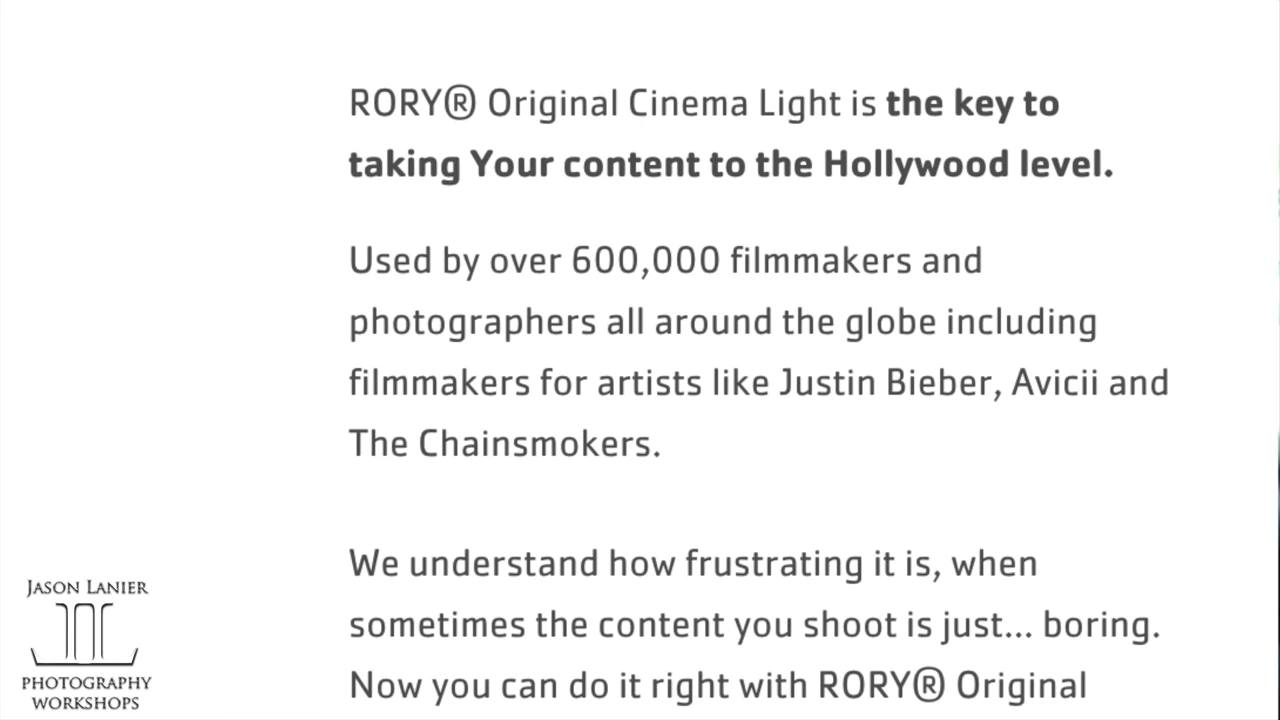 RORY® Original Cinema Light is the key to
taking Your content to the Hollywood level.
Used by over 600,000 filmmakers and
photographers all around the globe including
filmmakers for artists like Justin Bieber, Avicii and
The Chainsmokers.
We understand how frustrating it is, when
sometimes the content you shoot is just... boring.
Now you can do it right with RORY® Original
JASON LANIER
PHOTOGRAPHY
WORKSHOPS